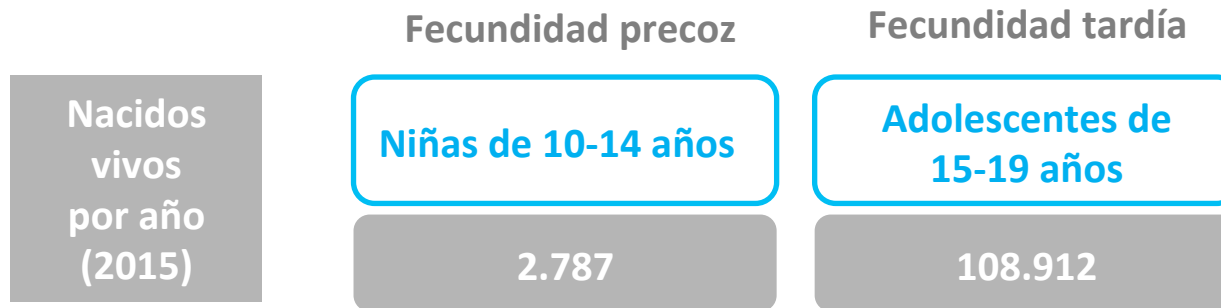 Fecundidad precoz
Fecundidad tardía
Nacidos
vivos
por año
(2015)
Niñas de 10-14 años
Adolescentes de
15-19 años
2.787
108.912